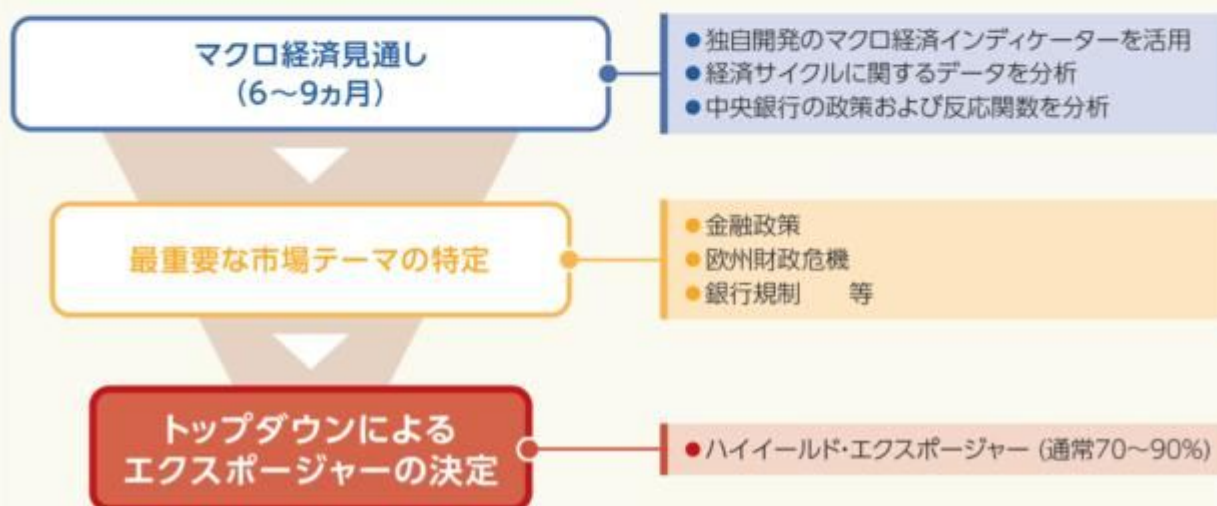 マクロ経済見通し
(6〜9ヵ月)
●独自開発のマクロ経済インディケーターを活用
●経済サイクルに関するデータを分析
●中央銀行の政策および反応関数を分析
最重要な市場テーマの特定
●金融政策
●欧州財政危機
●銀行規制　　等
トップダウンによる
エクスポージャーの決定
●ハイイールド・エクスポージャー (通常70〜90%)